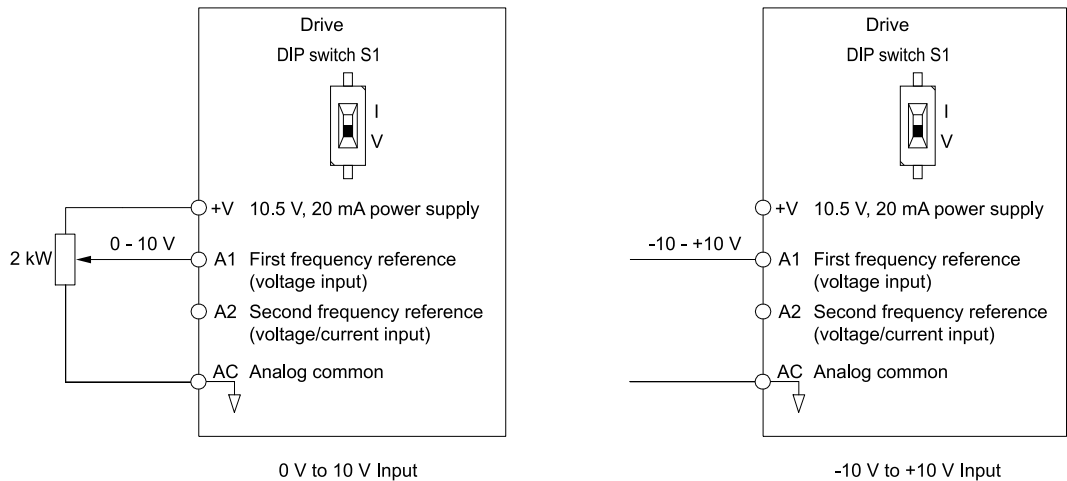 Drive
DIP switch S1
I
V
+V 10.5 V, 20 mA power supply
2 kW
0 - 10 V
A1 First frequency reference
(voltage input)
A2 Second frequency reference
(voltage/current input)
AC Analog common
0 V to 10 V Input
Drive
DIP switch S1
I
V
+V 10.5 V, 20 mA power supply
-10 - +10 V
A1 First frequency reference
(voltage input)
A2 Second frequency reference
(voltage/current input)
AC Analog common
-10 V to +10 V Input